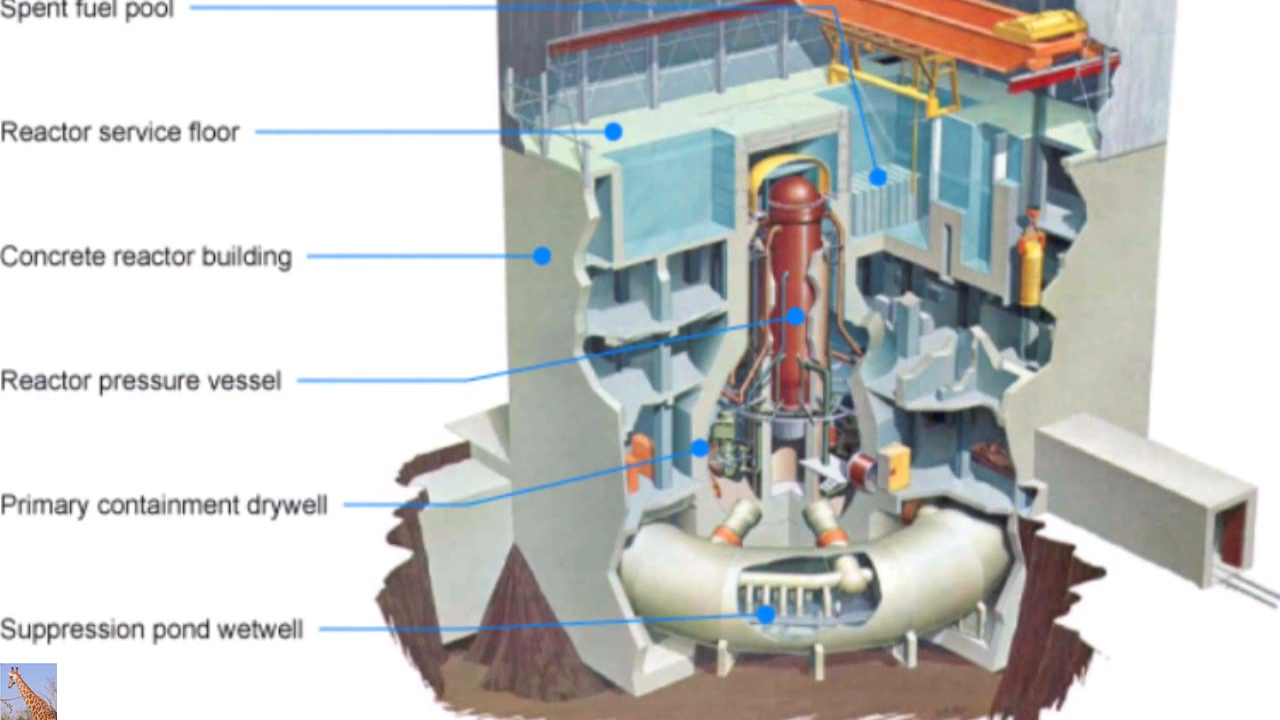 Spent fuel pool
Reactor service floor
Concrete reactor building
Reactor pressure vessel
Primary containment drywell
Suppression pond wetwell